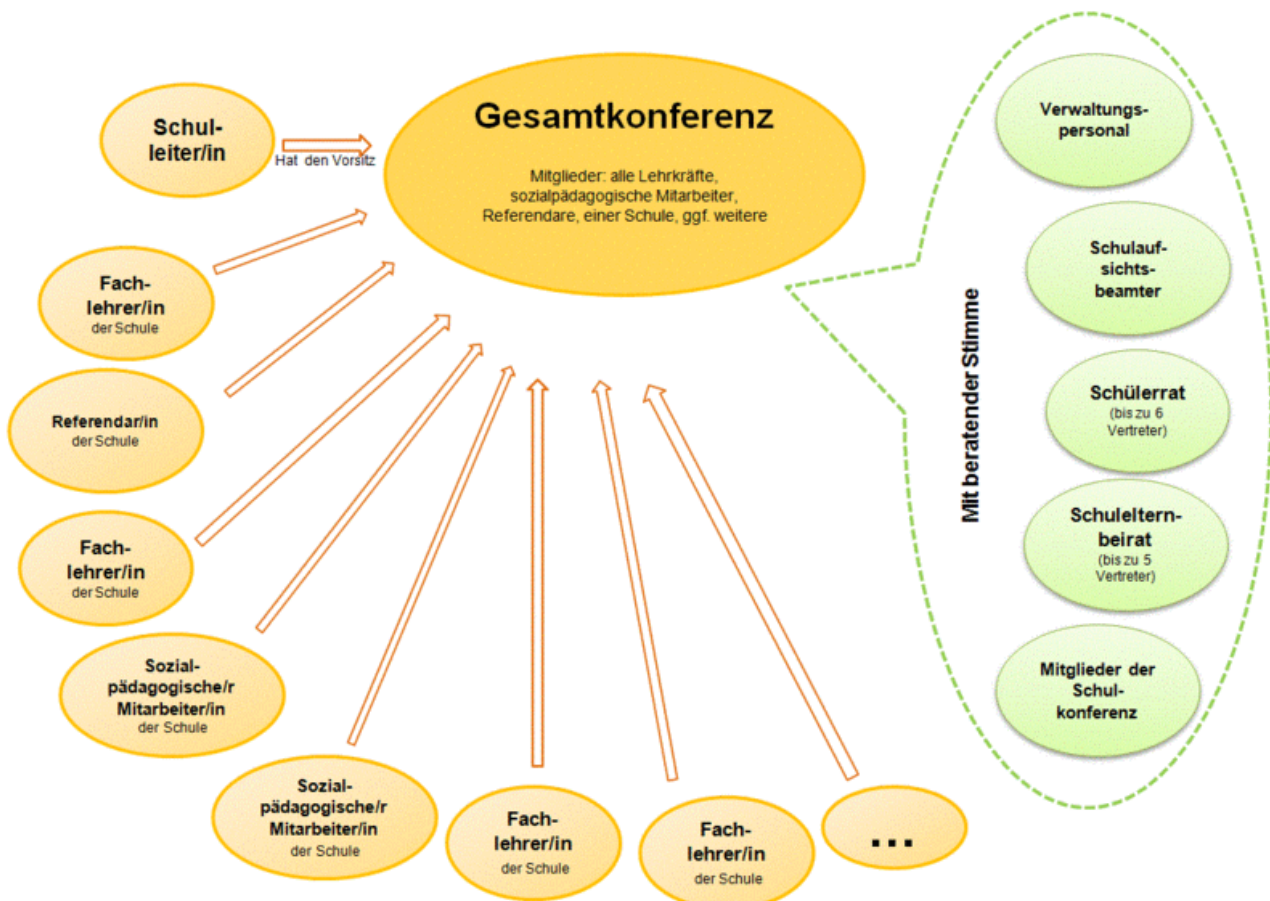 Gesamtkonferenz
Mitglieder: alle Lehrkräfte,
sozialpädagogische Mitarbeiter,
Referendare, einer Schule, ggf. weitere
Schul-
leiter/in
Hat den Vorsitz
Fach-
lehrer/in
der Schule
Referendar/in
der Schule
Fach-
lehrer/in
der Schule
Sozial-
pädagogische/r
Mitarbeiter/in
der Schule
Sozial-
pädagogische/r
Mitarbeiter/in
der Schule
Fach-
lehrer/in
der Schule
Fach-
lehrer/in
der Schule
...
Mit beratender Stimme
Verwaltungs-
personal
Schulauf-
sichts-
beamter
Schülerrat
(bis zu 6
Vertreter)
Schulelternbeirat
(bis zu 5
Vertreter)
Mitglieder der
Schul-
konferenz